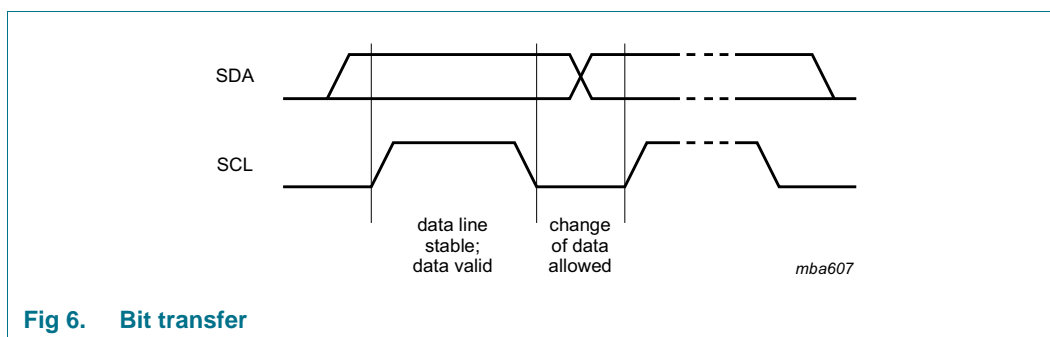 SDA
SCL
data line
stable;
data valid
change
of data
allowed
mba607
Fig 6. Bit transfer